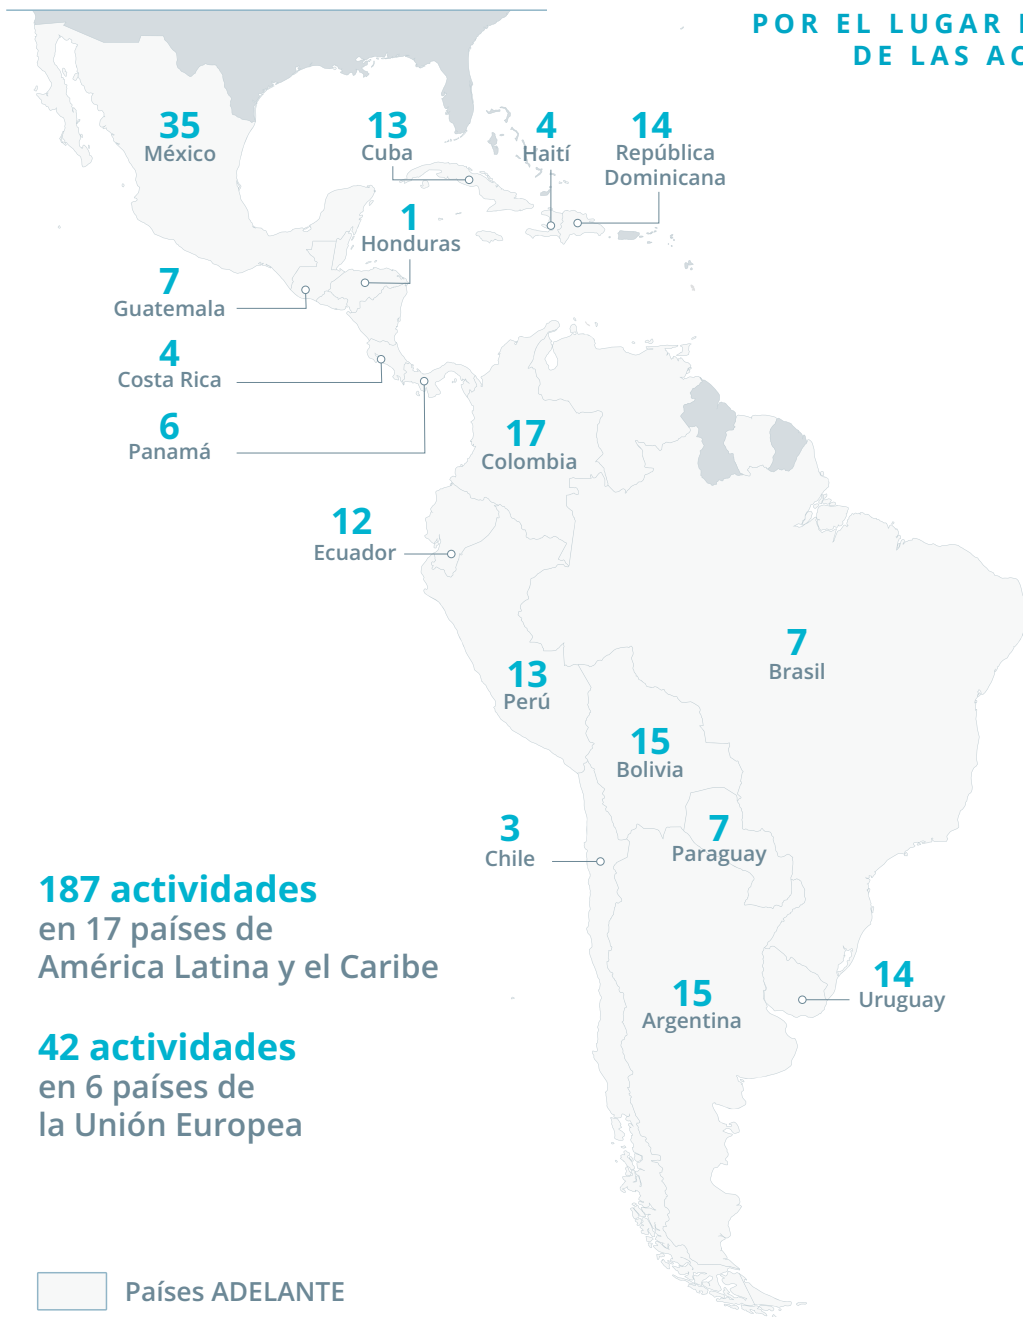 POR EL LUGAR
DE LAS
35
México
13
Cuba
4
Haití
14
República
Dominicana
1
Honduras
7
Guatemala
4
Costa Rica
6
Panamá
17
Colombia
12
Ecuador
7
Brasil
13
Perú
15
Bolivia
3
Chile
7
Paraguay
187 actividades
en 17 países de
América Latina y el Caribe
14
Uruguay
15
Argentina
42 actividades
en 6 países de
la Unión Europea
Países ADELANTE